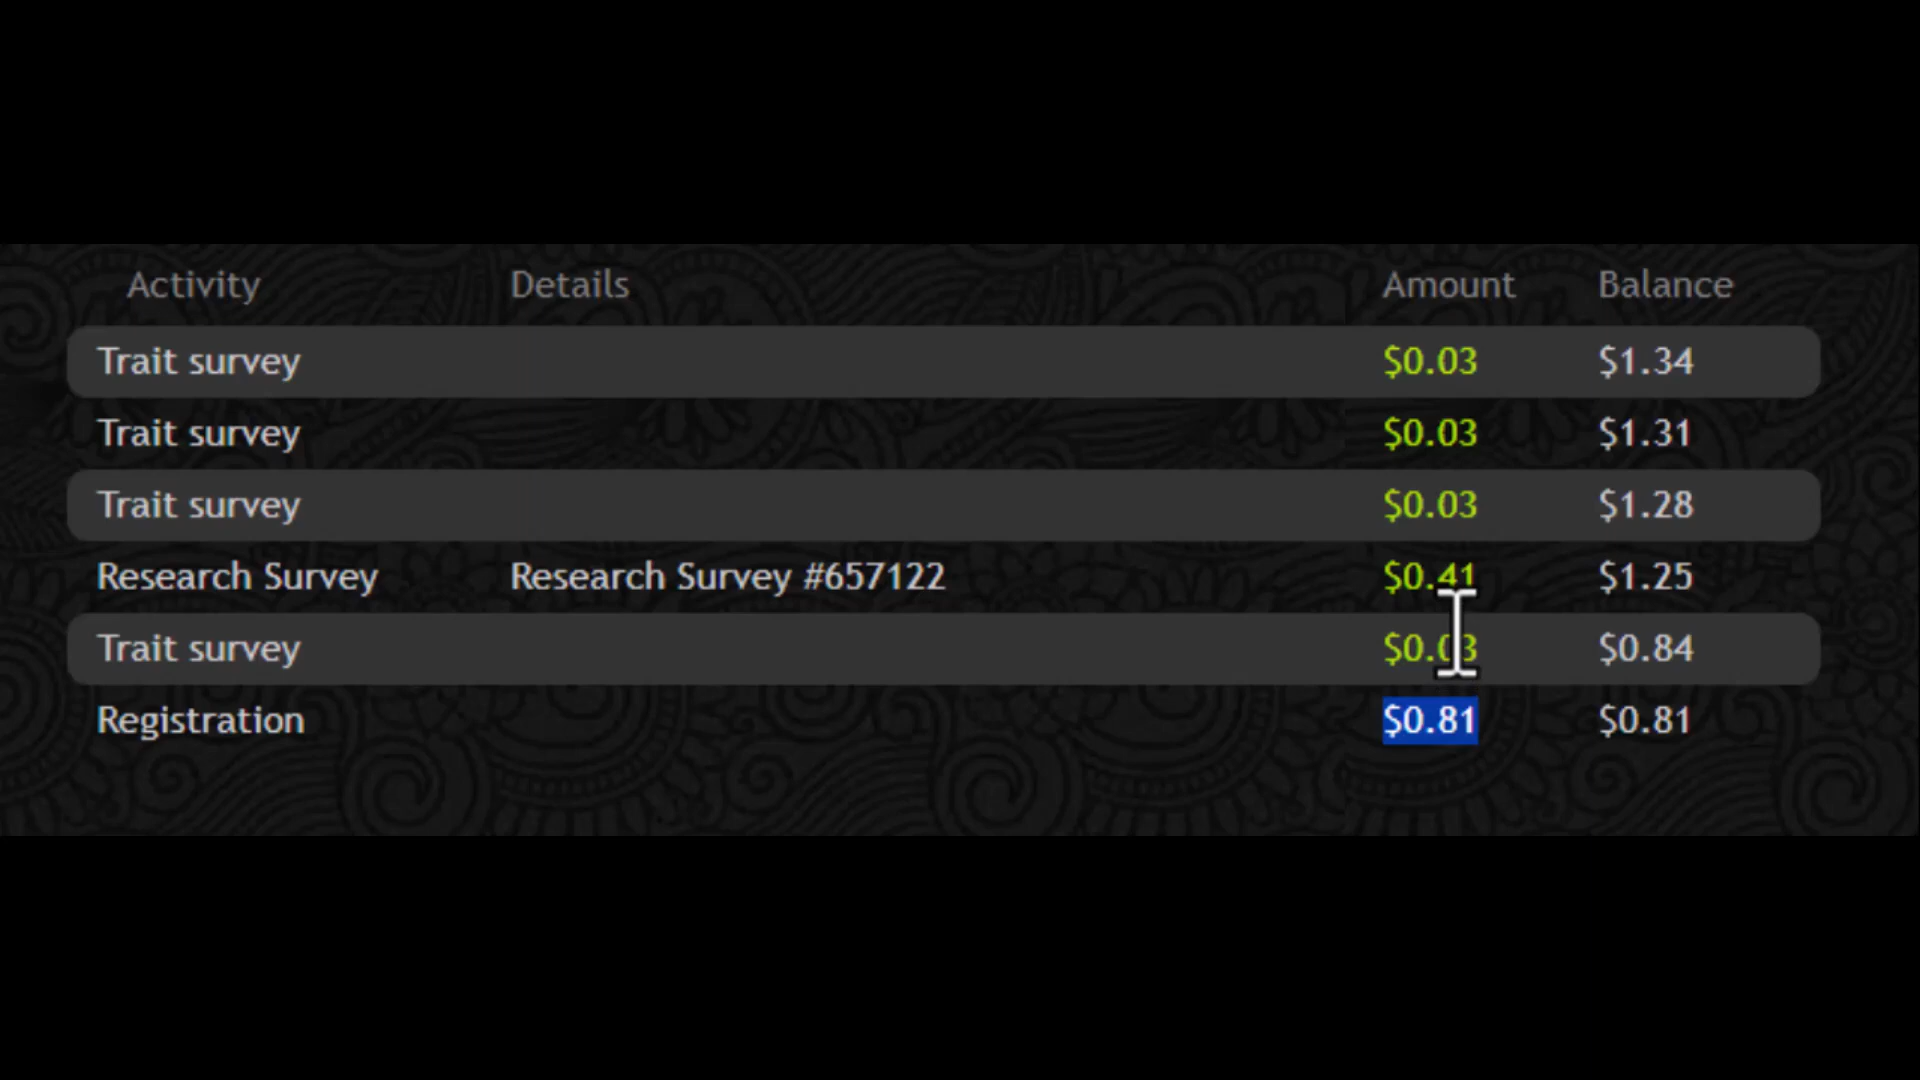 Activity Details Amount Balance
Trait survey $0.03 $1.34
Trait survey $0.03 $1.31
Trait survey $0.03 $1.28
Research Survey Research Survey #657122 $0.41 $1.25
Trait survey $0.03 $0.84
Registration $0.81 $0.81